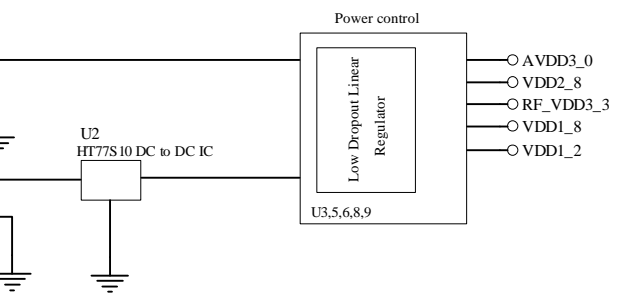 Power control
AVDD3_0
VDD2_8
RF_VDD3_3
VDD1_8
VDD1_2
Low Dropout Linear
Regulator
U2
HT77S10 DC to DC IC
U3,5,6,8,9